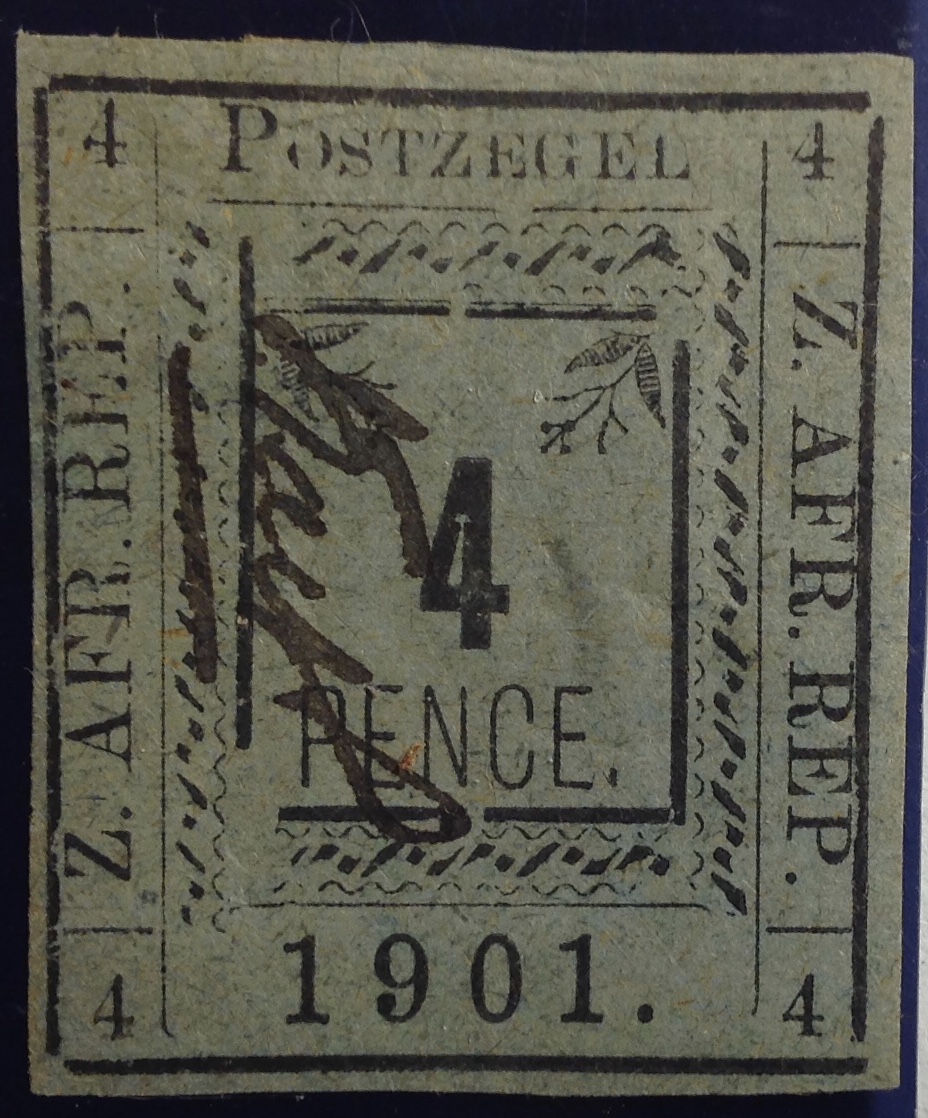 4 POSTZEGEL 4
Z. AFR. REP.
Z. AFR. REP.
4
PENCE.
4 1901. 4